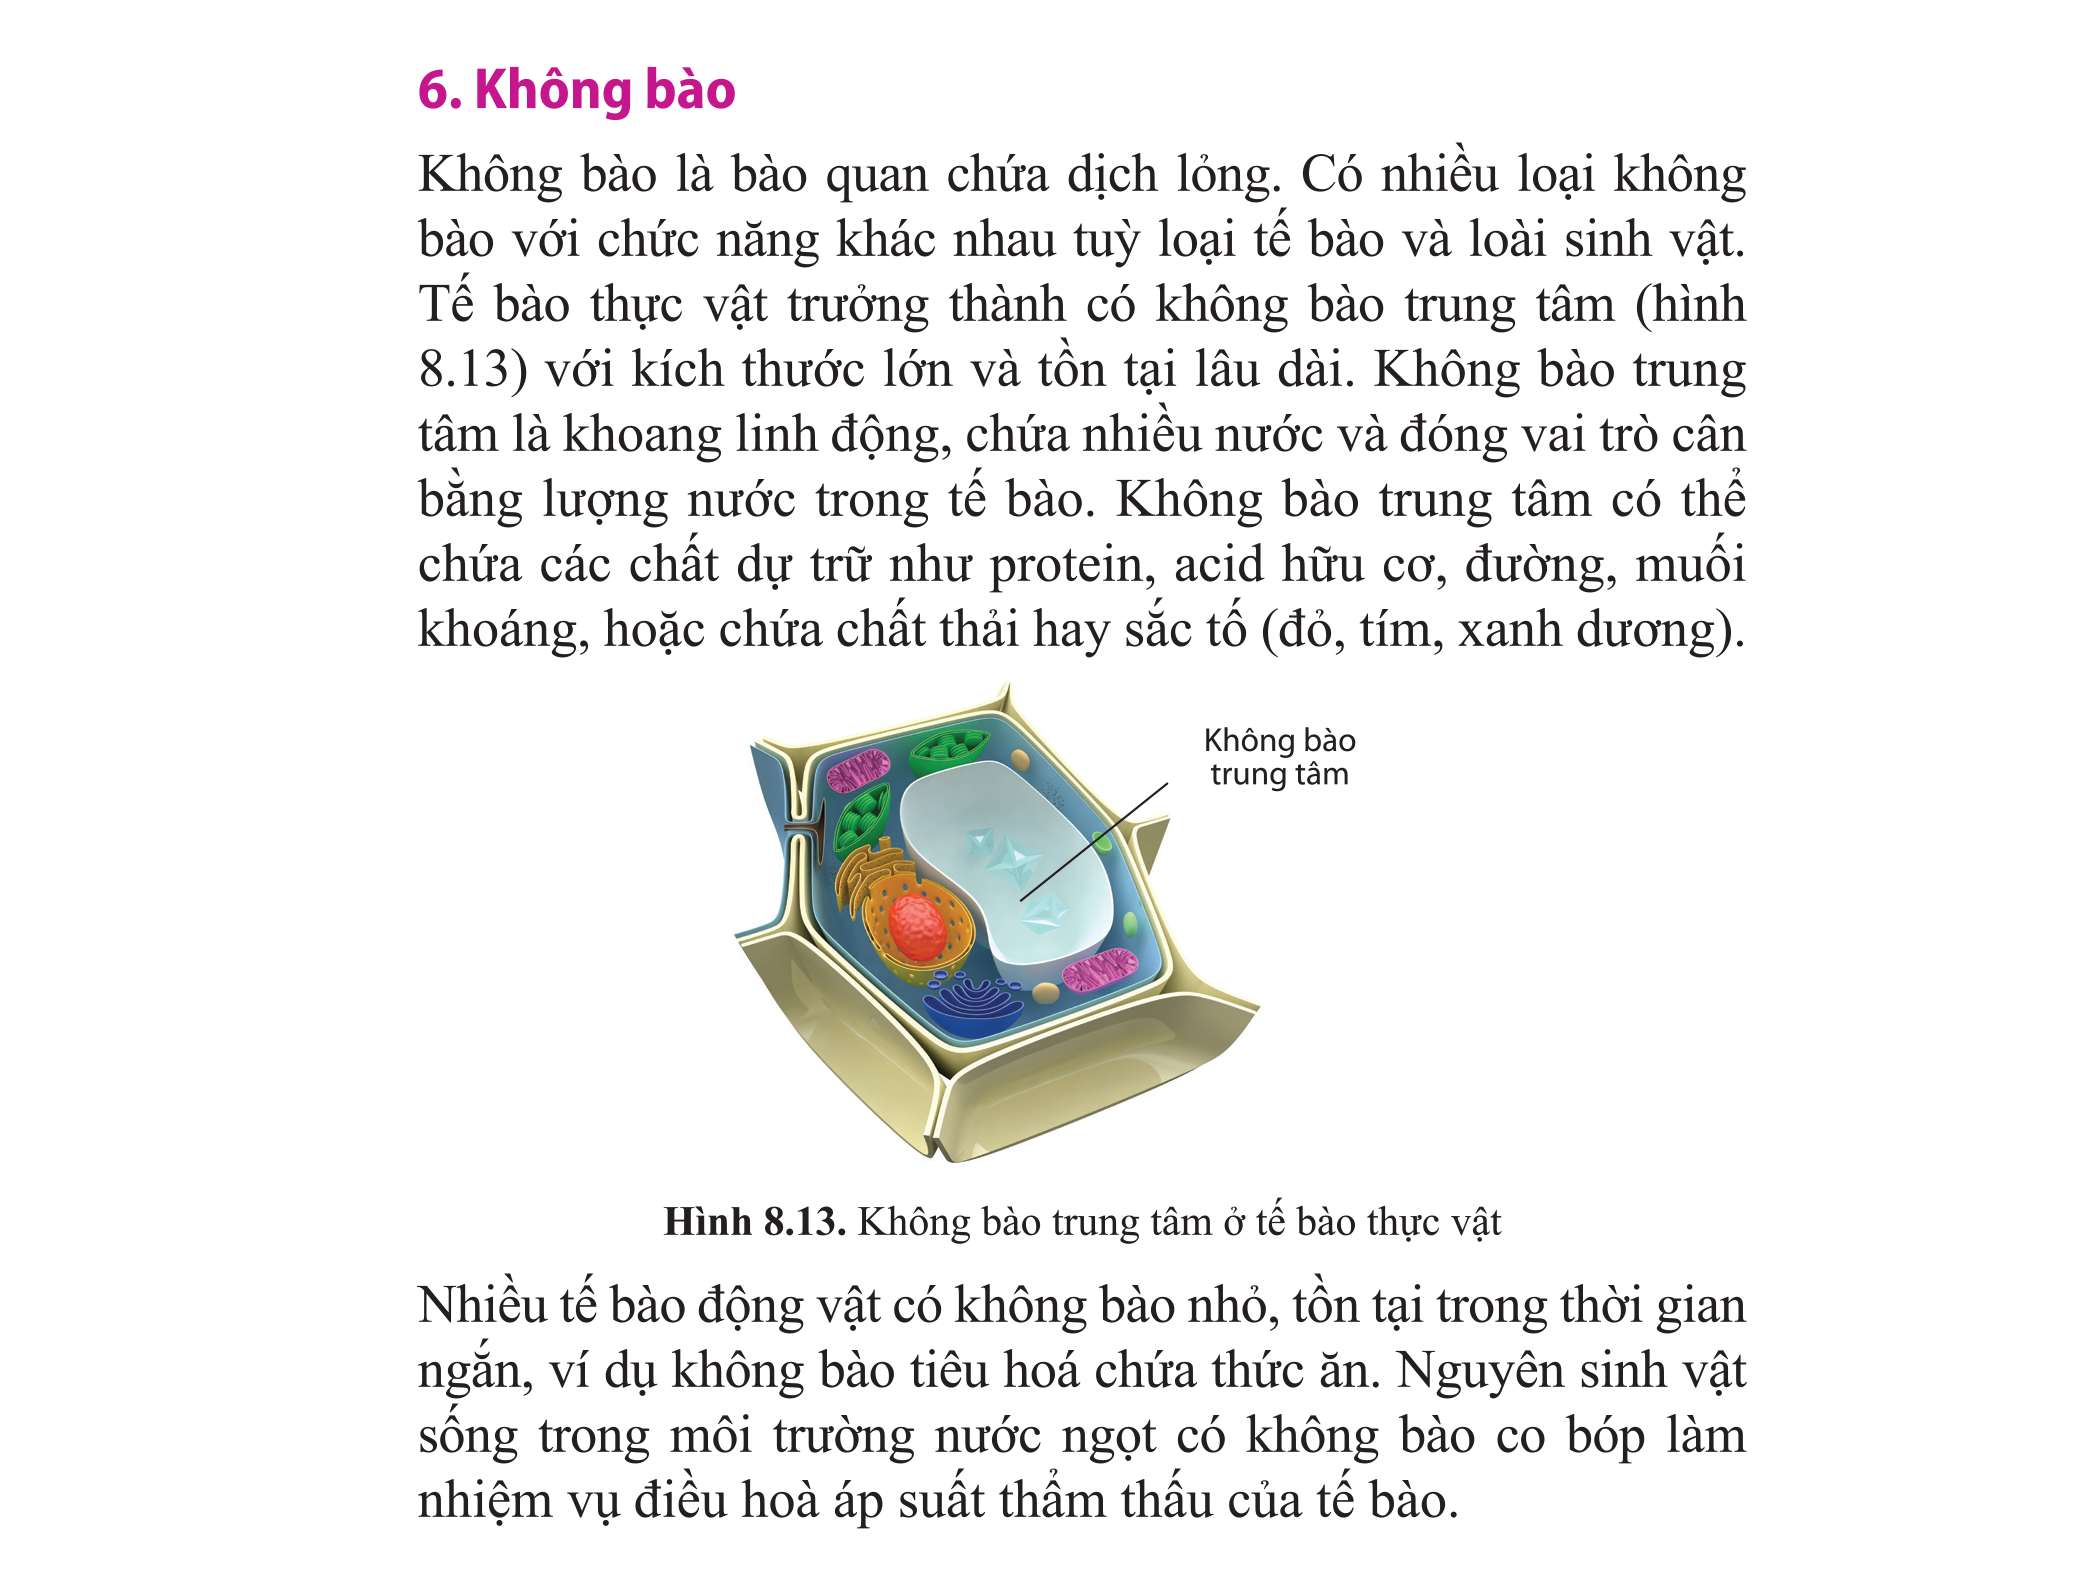 6. Không bào
Không bào là bào quan chứa dịch lỏng. Có nhiều loại không
bào với chức năng khác nhau tuỳ loại tế bào và loài sinh vật.
Tế bào thực vật trưởng thành có không bào trung tâm (hình
8.13) với kích thước lớn và tồn tại lâu dài. Không bào trung
tâm là khoang linh động, chứa nhiều nước và đóng vai trò cân
bằng lượng nước trong tế bào. Không bào trung tâm có thể
chứa các chất dự trữ như protein, acid hữu cơ, đường, muối
khoáng, hoặc chứa chất thải hay sắc tố (đỏ, tím, xanh dương).
Không bào
trung tâm
Hình 8.13. Không bào trung tâm ở tế bào thực vật
Nhiều tế bào động vật có không bào nhỏ, tồn tại trong thời gian
ngắn, ví dụ không bào tiêu hoá chứa thức ăn. Nguyên sinh vật
sống trong môi trường nước ngọt có không bào co bóp làm
nhiệm vụ điều hoà áp suất thẩm thấu của tế bào.